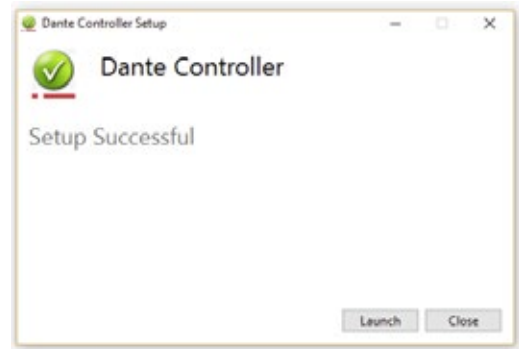 Dante Controller Setup
Dante Controller
Setup Successful
Launch
Close